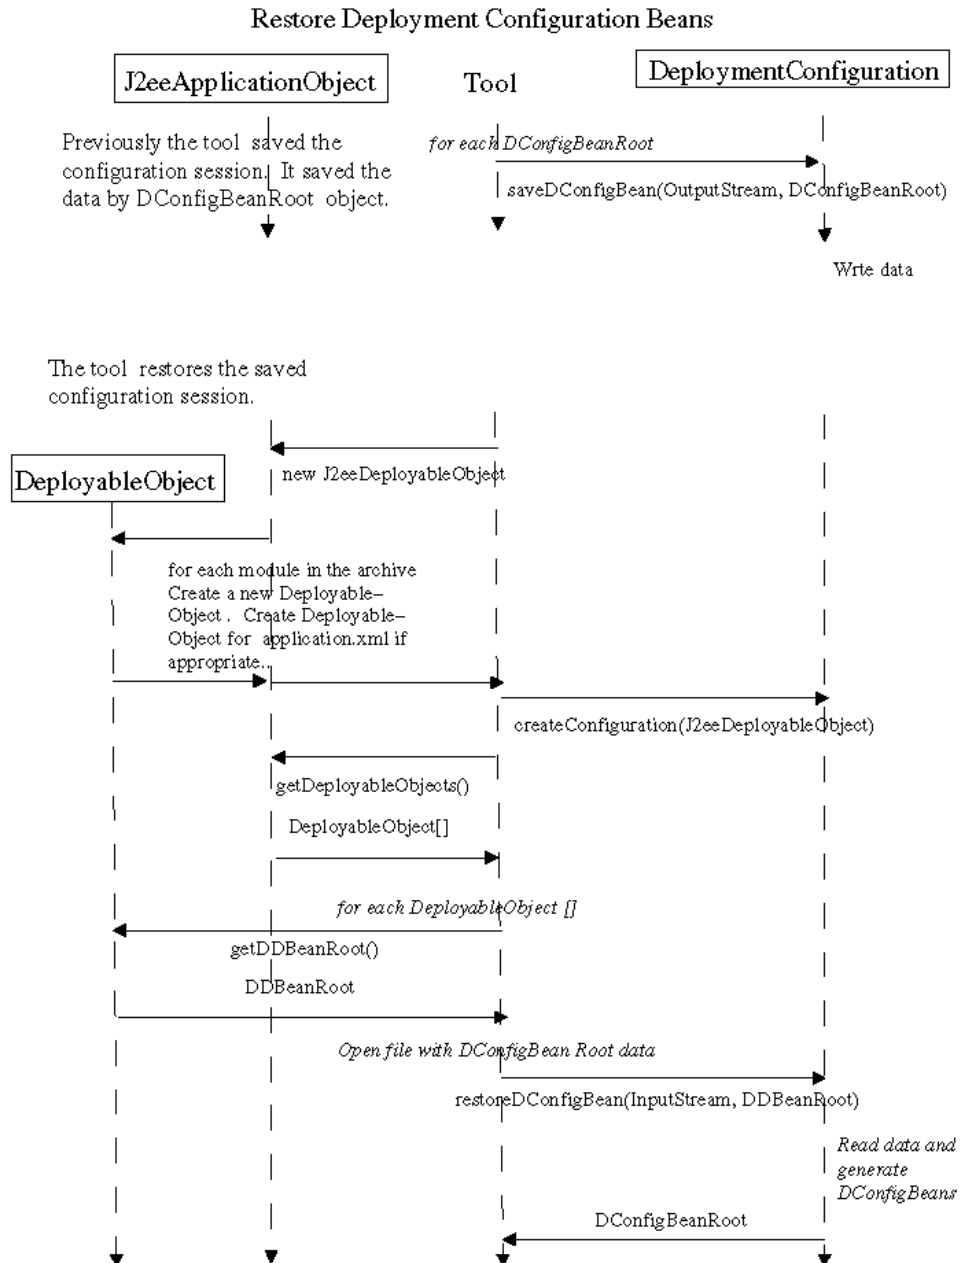 Restore Deployment Configuration Beans
J2eeApplicationObject
Tool
DeploymentConfiguration
Previously the tool saved the
configuration session. It saved the
data by DConfigBeanRoot object.
for each DConfigBeanRoot
saveDConfigBean(OutputStream, DConfigBeanRoot)
Wrte data
The tool restores the saved
configuration session.
new J2eeDeployableObject
DeployableObject
for each module in the archive
Create a new Deployable-
Object . Create Deployable-
Object for application.xml if
appropriate..
createConfiguration(J2eeDeployableObject)
getDeployableObjects()
DeployableObject[]
for each DeployableObject []
getDDBeanRoot()
DDBeanRoot
Open file with DConfigBean Root data
restoreDConfigBean(InputStream, DDBeanRoot)
Read data and
generate
DConfigBeans
DConfigBeanRoot